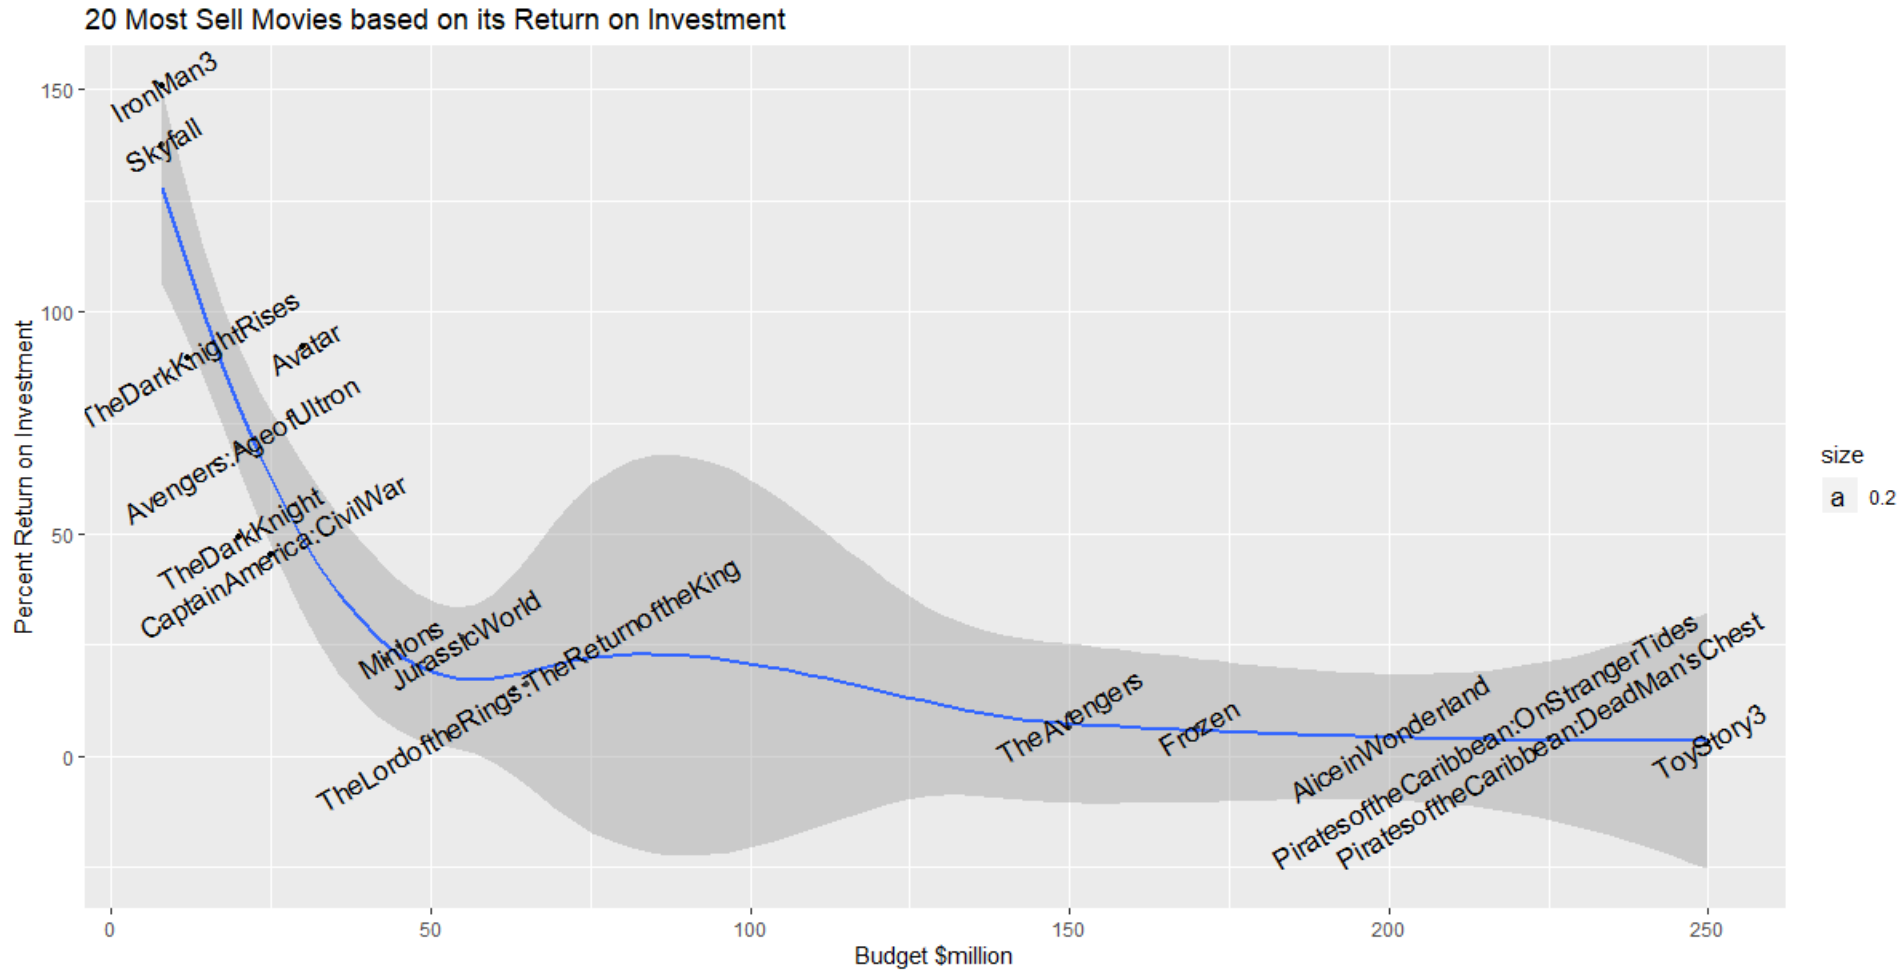 20 Most Sell Movies based on its Return on Investment
Percent Return on Investment
150
100
50
0
IronMan3
Skyfall
TheDarkKnightRises
Avatar
Avengers:AgeofUltron
TheDarkKnight
CaptainAmerica:CivilWar
Minions
JurassicWorld
TheLordoftheRings:TheReturnoftheKing
TheAvengers
Frozen
AliceinWonderland
PiratesoftheCaribbean:OnStrangerTides
PiratesoftheCaribbean:DeadMan'sChest
ToyStory3
size
a 0.2
0 50 100 150 200 250
Budget $million